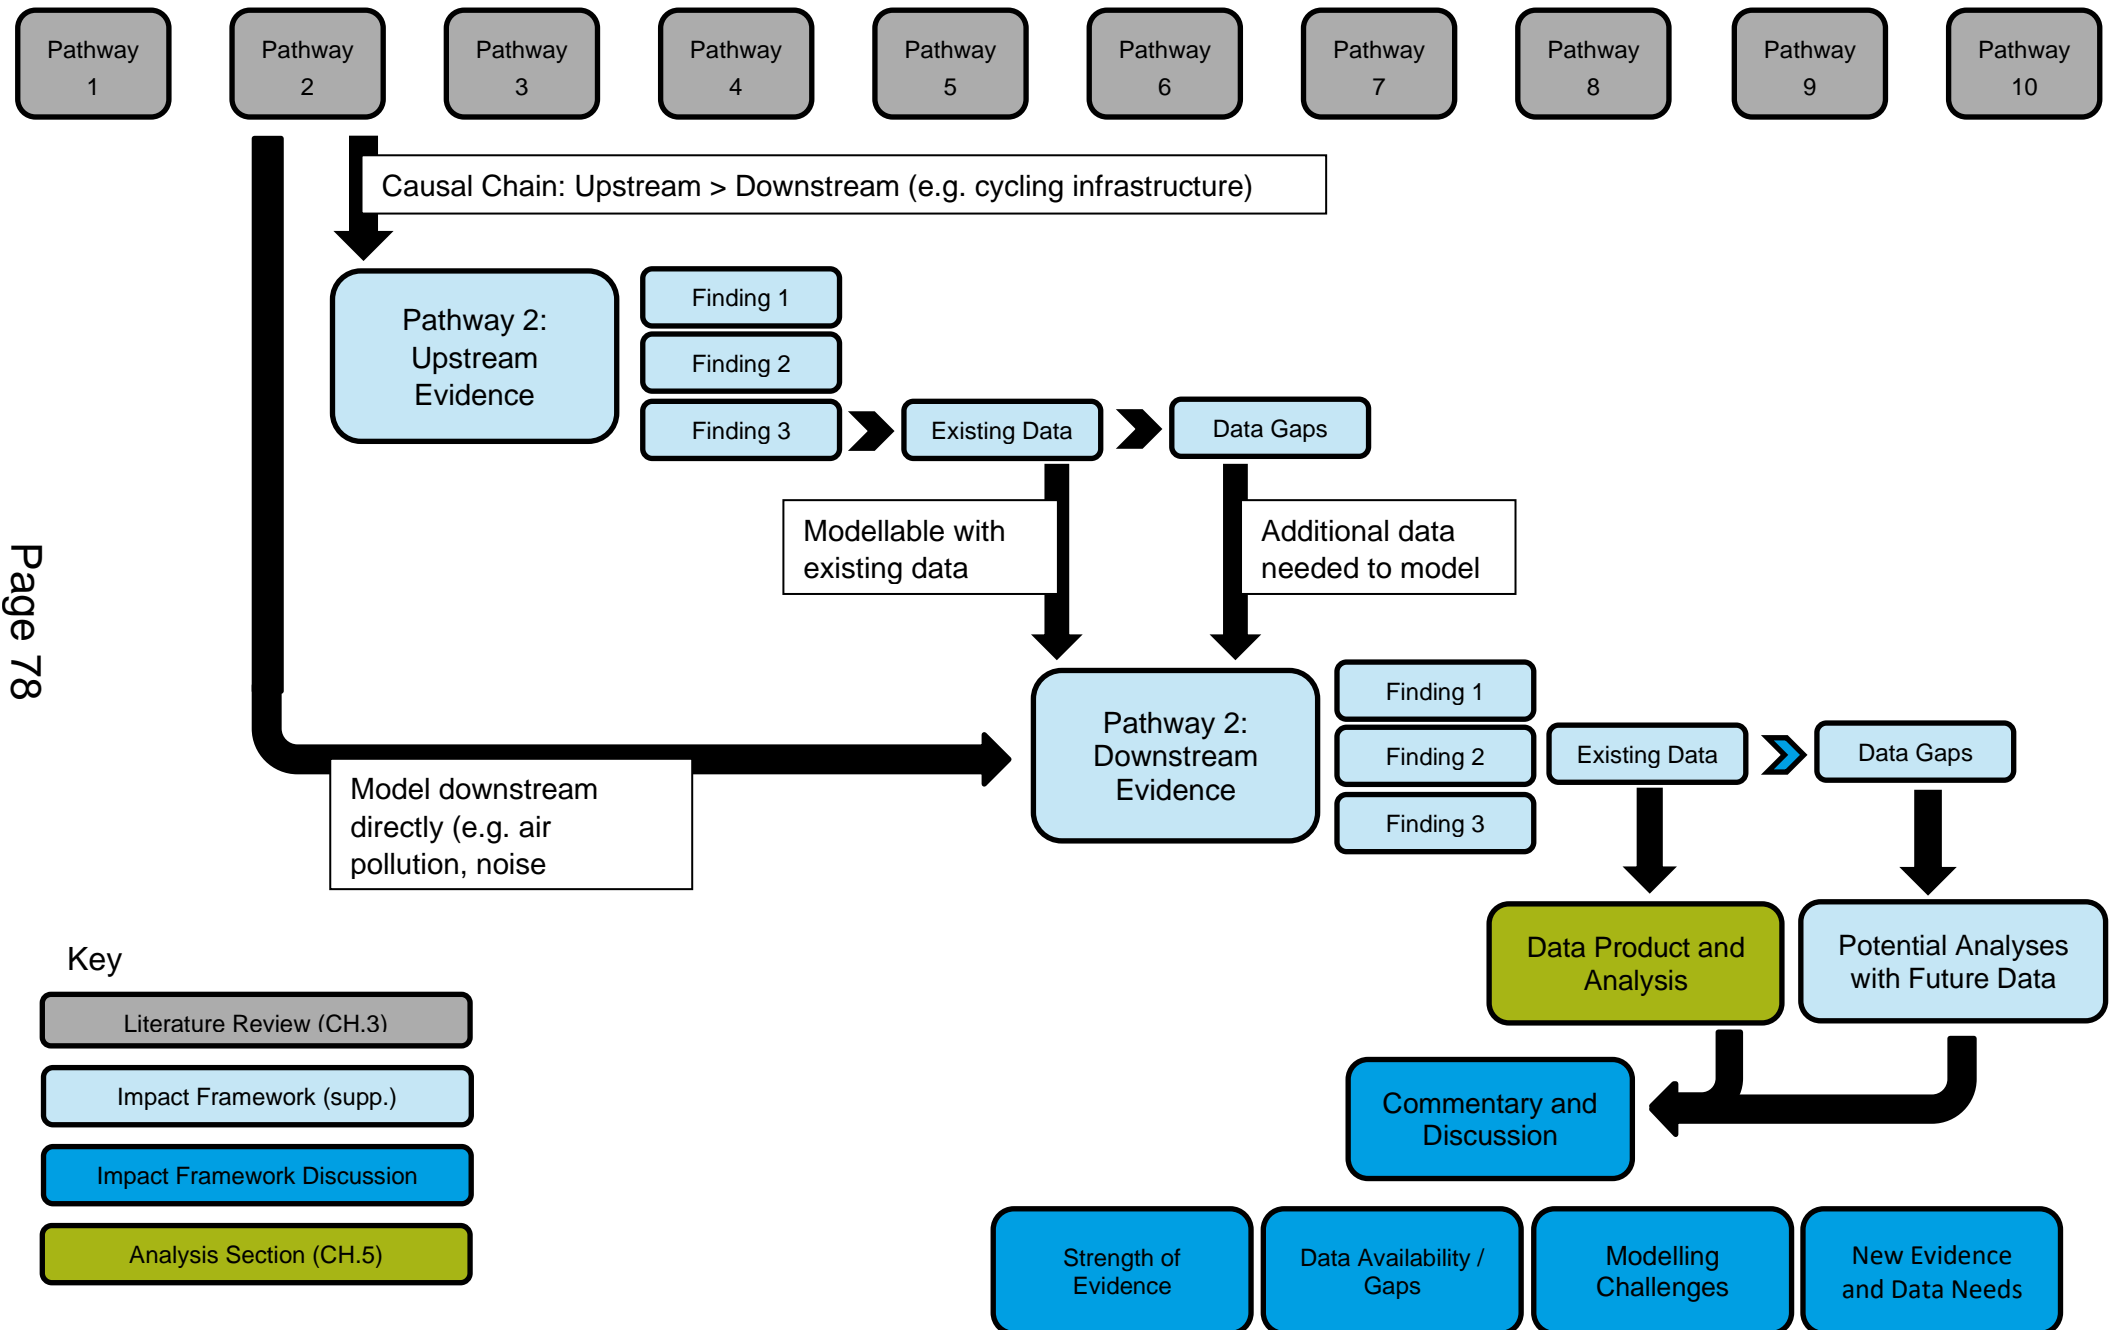 Pathway
1
Pathway
2
Pathway
3
Pathway
4
Pathway
5
Pathway
6
Pathway
7
Pathway
8
Pathway
9
Pathway
10
Causal Chain: Upstream > Downstream (e.g. cycling infrastructure)
Pathway 2:
Upstream
Evidence
Finding 1
Finding 2
Finding 3
Existing Data
Data Gaps
Modellable with
existing data
Additional data
needed to model
Page 78
Pathway 2:
Downstream
Evidence
Finding 1
Finding 2
Finding 3
Existing Data
Data Gaps
Model downstream
directly (e.g. air
pollution, noise
Data Product and
Analysis
Potential Analyses
with Future Data
Key
Literature Review (CH.3)
Impact Framework (supp.)
Impact Framework Discussion
Analysis Section (CH.5)
Commentary and
Discussion
Strength of
Evidence
Data Availability /
Gaps
Modelling
Challenges
New Evidence
and Data Needs